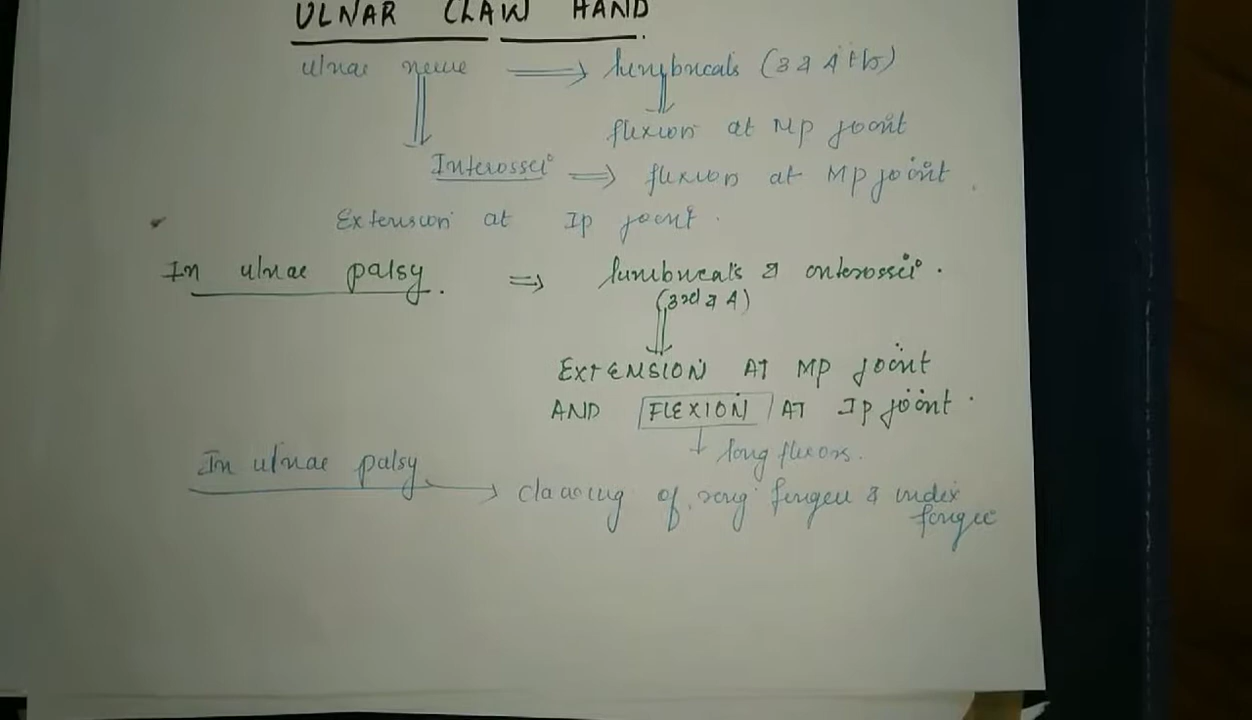 ULNAR CLAW HAND
ulnar nerve ⟹ lumbricals (3 & 4th)
flexion at MP joint
Interossei ⟹ flexion at MP joint
Extension at Ip joint.
In ulnar palsy. ⟹ lumbricals & interossei.
(3rd & 4)
EXTENSION AT MP joint
AND FLEXION AT Ip joint.
↓ long flexors.
In ulnar palsy → clawing of ring finger & index
finger